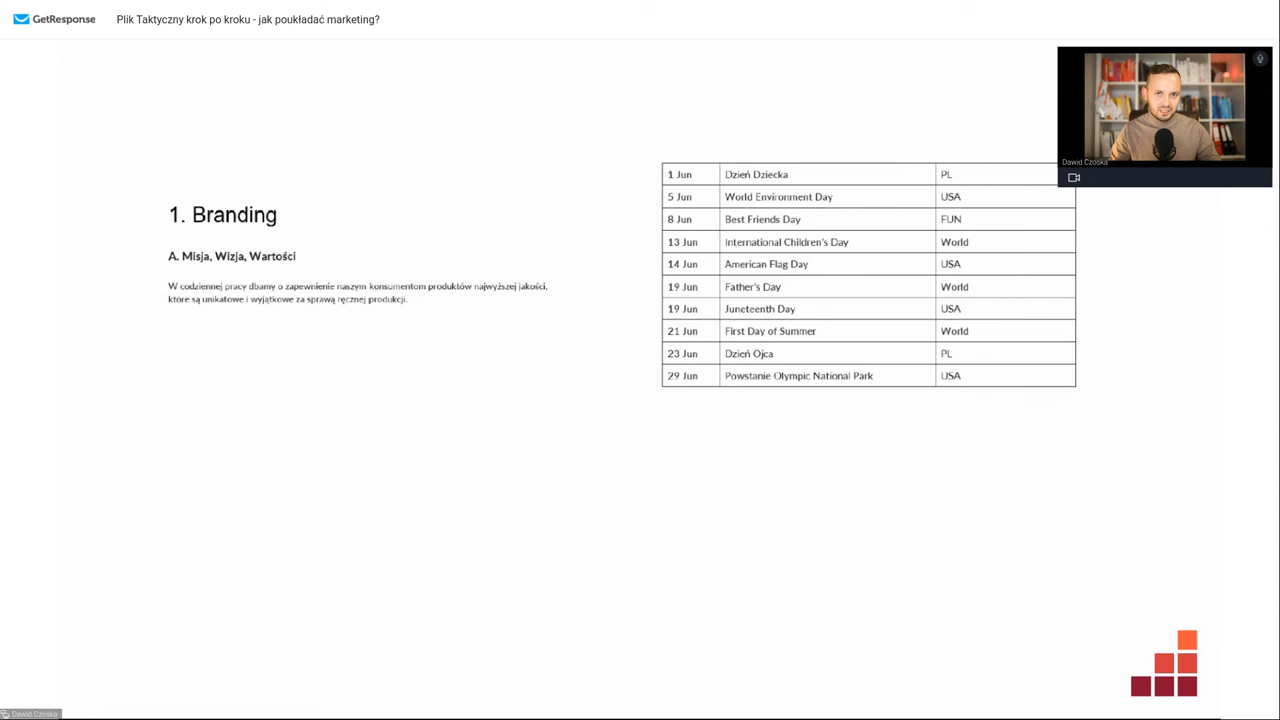 GetResponse
Plik Taktyczny krok po kroku - jak poukładać marketing?
Dawid Czoska
1. Branding
A. Misja, Wizja, Wartości
W codziennej pracy dbamy o zapewnienie naszym konsumentom produktów najwyższej jakości,
które są unikatowe i wyjątkowe za sprawą ręcznej produkcji.
1 Jun Dzień Dziecka PL
5 Jun World Environment Day USA
8 Jun Best Friends Day FUN
13 Jun International Children's Day World
14 Jun American Flag Day USA
19 Jun Father's Day World
19 Jun Juneteenth Day USA
21 Jun First Day of Summer World
23 Jun Dzień Ojca PL
29 Jun Powstanie Olympic National Park USA
Dawid Czoska